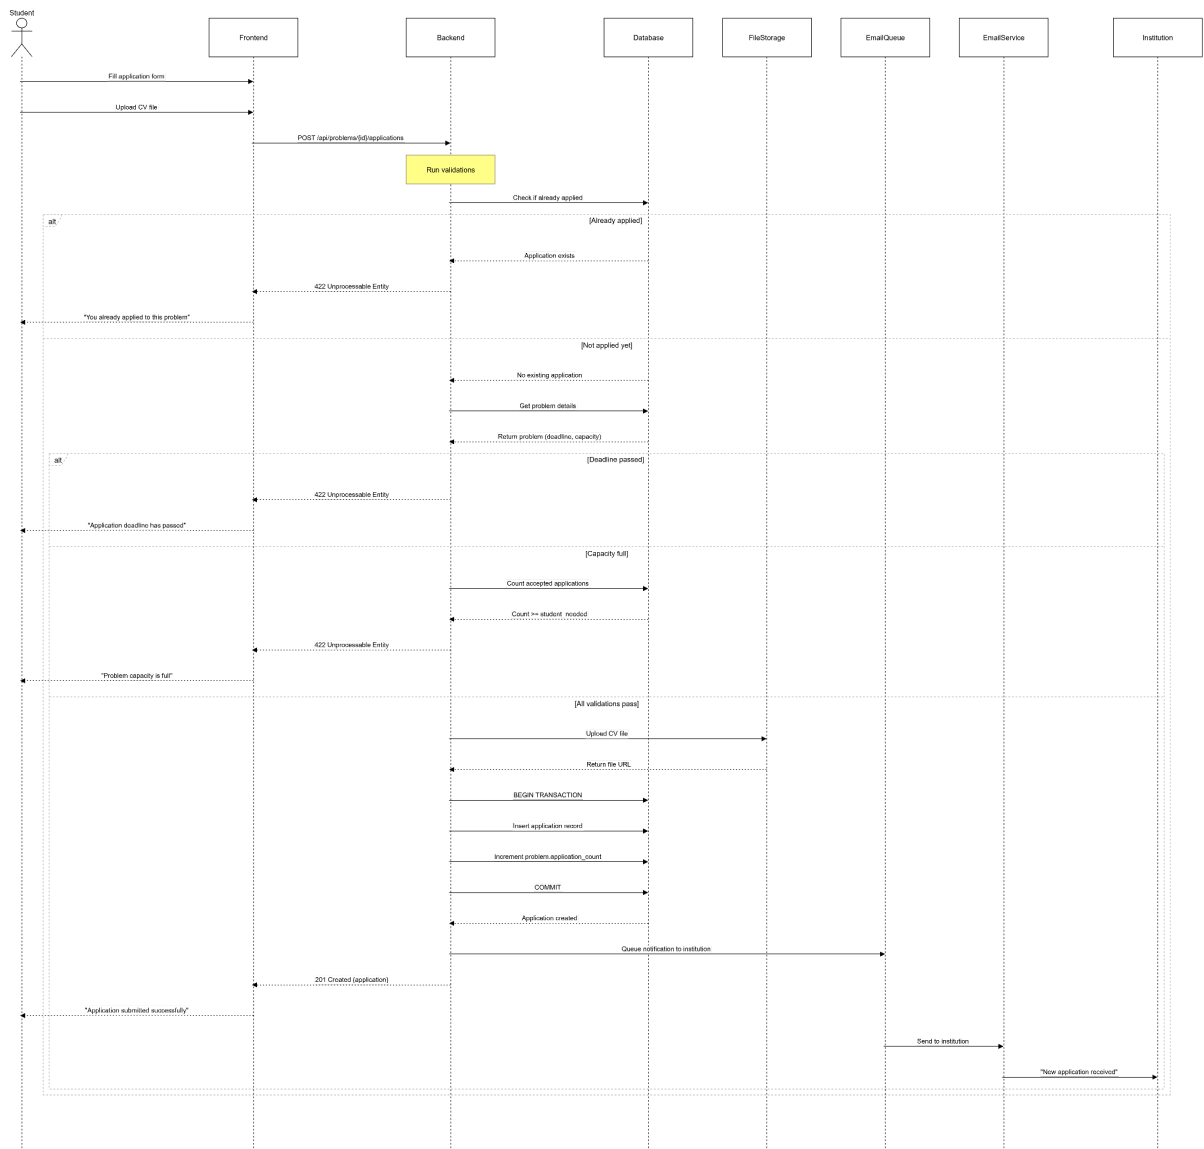 Student
Frontend
Backend
Database
FileStorage
EmailQueue
EmailService
Institution
Fill application form
Upload CV file
POST /api/problems/{id}/applications
Run validations
Check if already applied
alt
[Already applied]
Application exists
422 Unprocessable Entity
"You already applied to this problem"
[Not applied yet]
No existing application
Get problem details
Return problem (deadline, capacity)
alt
[Deadline passed]
422 Unprocessable Entity
"Application deadline has passed"
[Capacity full]
Count accepted applications
Count >= student_needed
422 Unprocessable Entity
"Problem capacity is full"
[All validations pass]
Upload CV file
Return file URL
BEGIN TRANSACTION
Insert application record
Increment problem.application_count
COMMIT
Application created
Queue notification to institution
201 Created (application)
"Application submitted successfully"
Send to institution
"New application received"